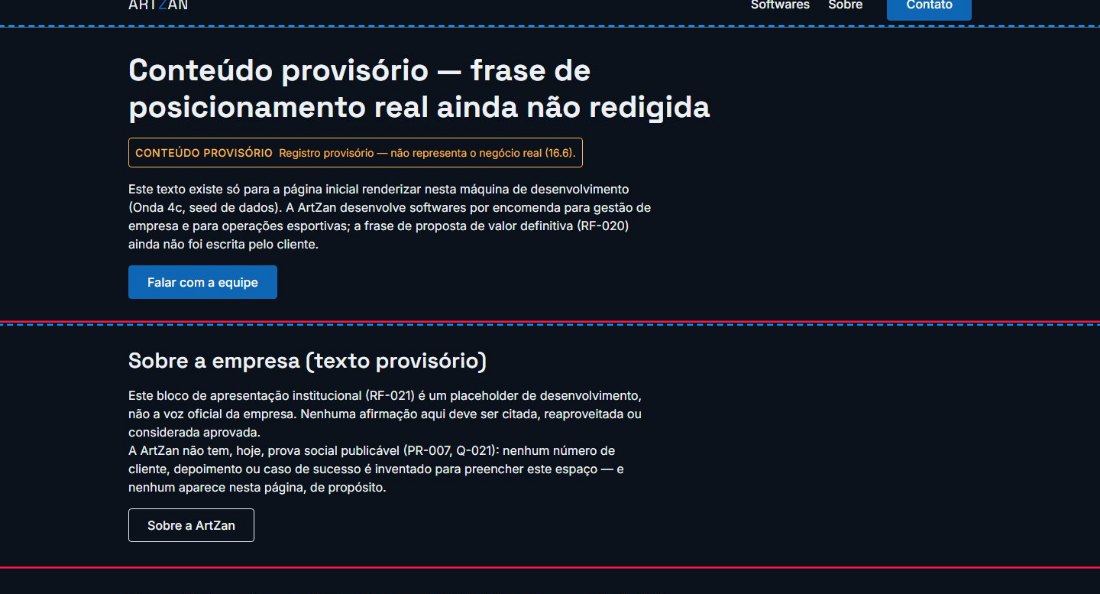 ARTZAN
Softwares Sobre Contato
Conteúdo provisório — frase de
posicionamento real ainda não redigida
CONTEÚDO PROVISÓRIO Registro provisório — não representa o negócio real (16.6).
Este texto existe só para a página inicial renderizar nesta máquina de desenvolvimento
(Onda 4c, seed de dados). A ArtZan desenvolve softwares por encomenda para gestão de
empresa e para operações esportivas; a frase de proposta de valor definitiva (RF-020)
ainda não foi escrita pelo cliente.
Falar com a equipe
Sobre a empresa (texto provisório)
Este bloco de apresentação institucional (RF-021) é um placeholder de desenvolvimento,
não a voz oficial da empresa. Nenhuma afirmação aqui deve ser citada, reaproveitada ou
considerada aprovada.
A ArtZan não tem, hoje, prova social publicável (PR-007, Q-021): nenhum número de
cliente, depoimento ou caso de sucesso é inventado para preencher este espaço — e
nenhum aparece nesta página, de propósito.
Sobre a ArtZan